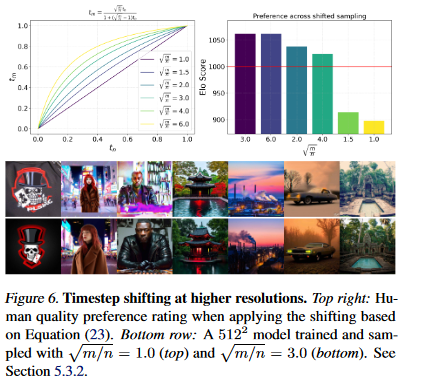 t_m = √(m/n) t_n / 1 + (√(m/n) − 1)t_n
Preference across shifted sampling
1.0
0.8
0.6
0.4
0.2
0.0
t_m
0.0 0.2 0.4 0.6 0.8 1.0
t_n
√m/n = 1.0
√m/n = 1.5
√m/n = 2.0
√m/n = 3.0
√m/n = 4.0
√m/n = 6.0
Elo Score
1050
1000
950
900
3.0 6.0 2.0 4.0 1.5 1.0
√m/n
Figure 6. Timestep shifting at higher resolutions. Top right: Hu-
man quality preference rating when applying the shifting based
on Equation (23). Bottom row: A 512² model trained and sam-
pled with √m/n = 1.0 (top) and √m/n = 3.0 (bottom). See
Section 5.3.2.